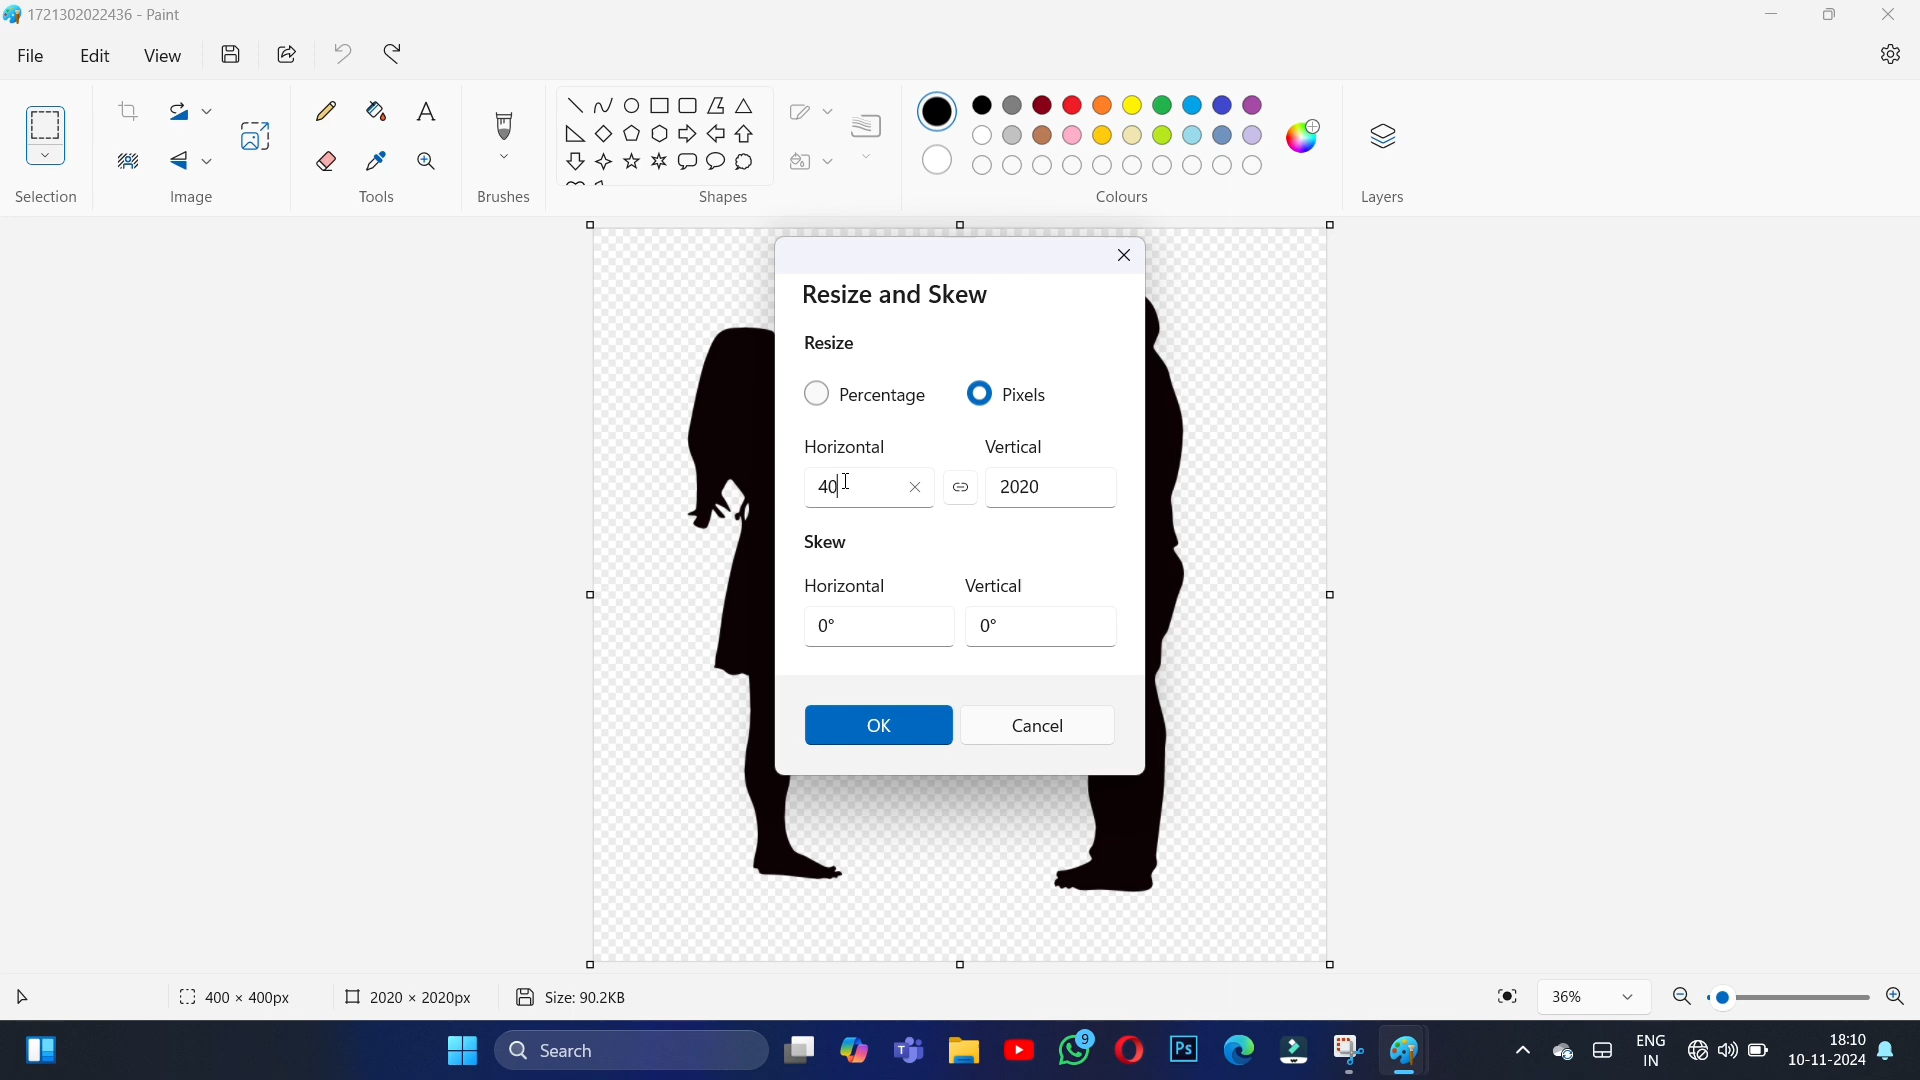 1721302022436 - Paint
File Edit View
Selection Image Tools Brushes Shapes Colours Layers
Resize and Skew
Resize
Percentage Pixels
Horizontal Vertical
40 2020
Skew
Horizontal Vertical
0° 0°
OK Cancel
400 × 400px 2020 × 2020px Size: 90.2KB 36%
Search 9 Ps ENG 18:10
IN 10-11-2024